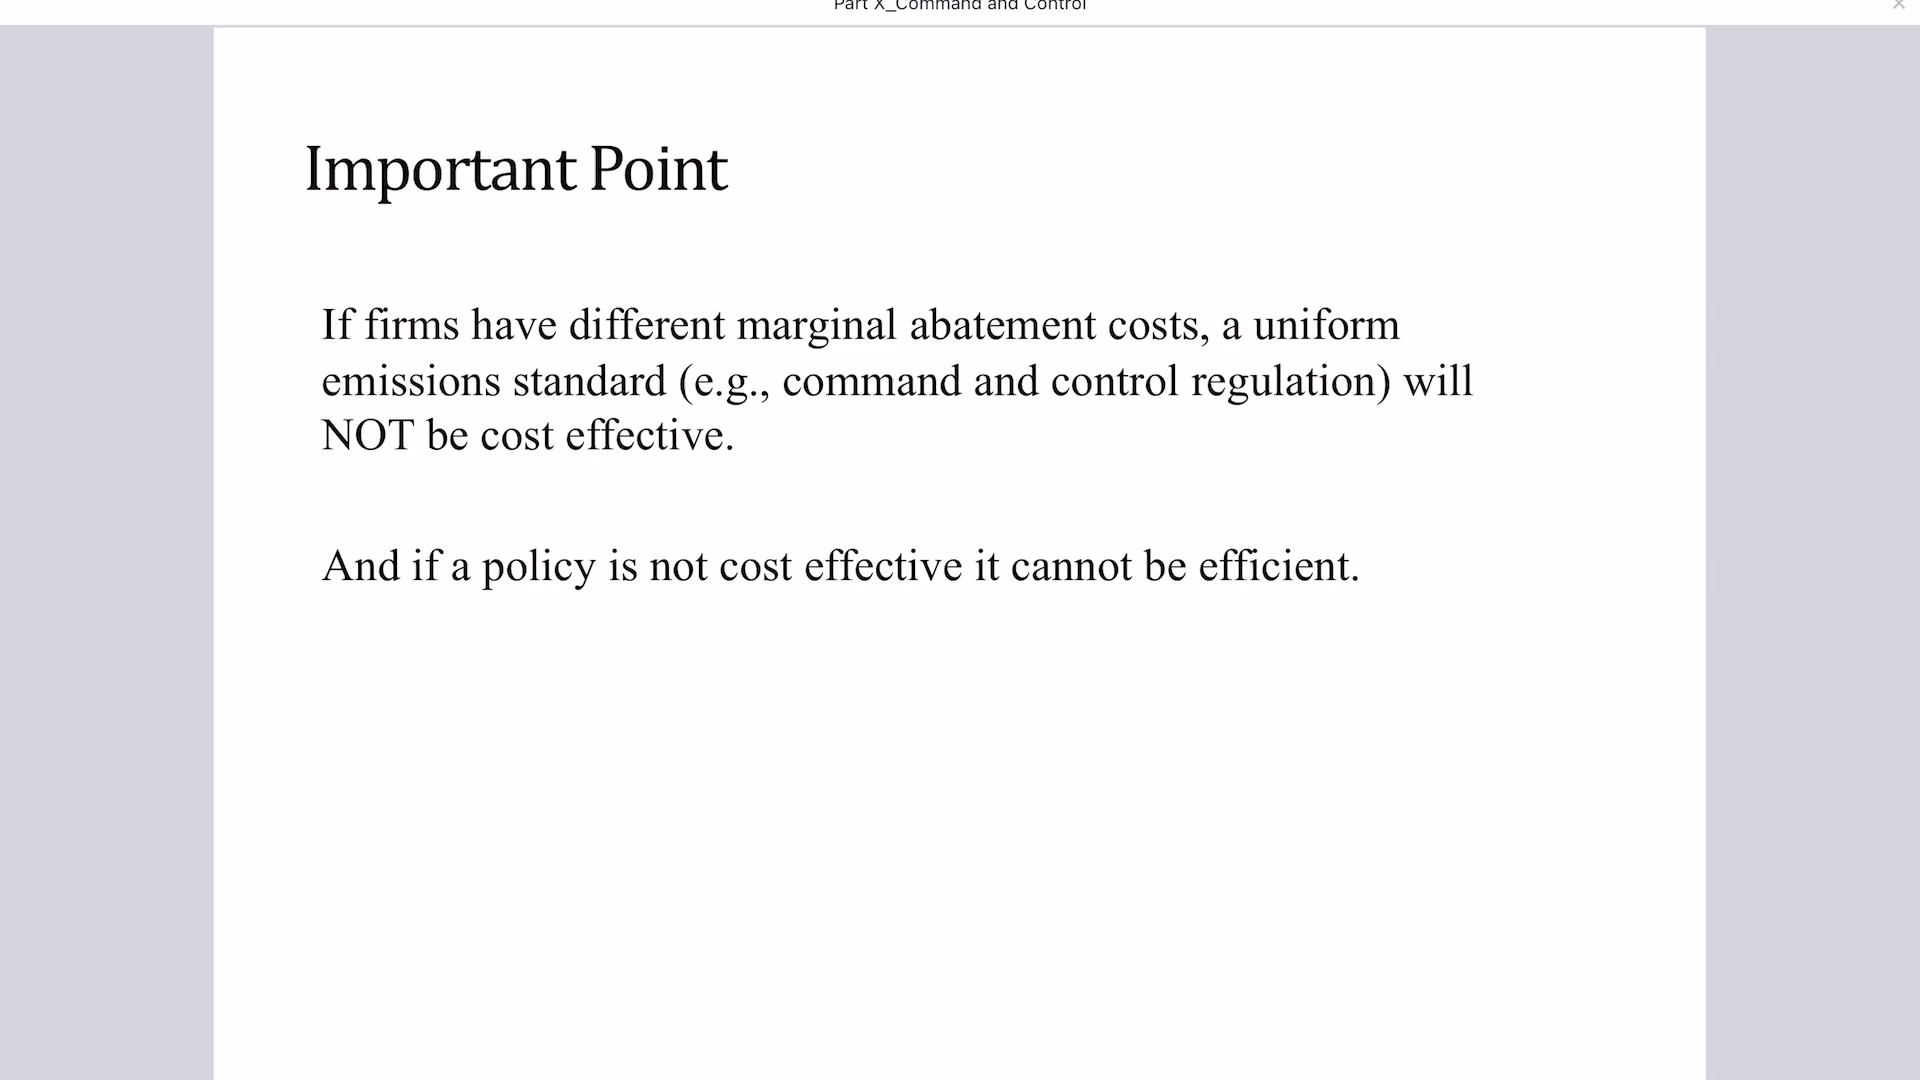 Part X_Command and Control
Important Point
If firms have different marginal abatement costs, a uniform
emissions standard (e.g., command and control regulation) will
NOT be cost effective.
And if a policy is not cost effective it cannot be efficient.